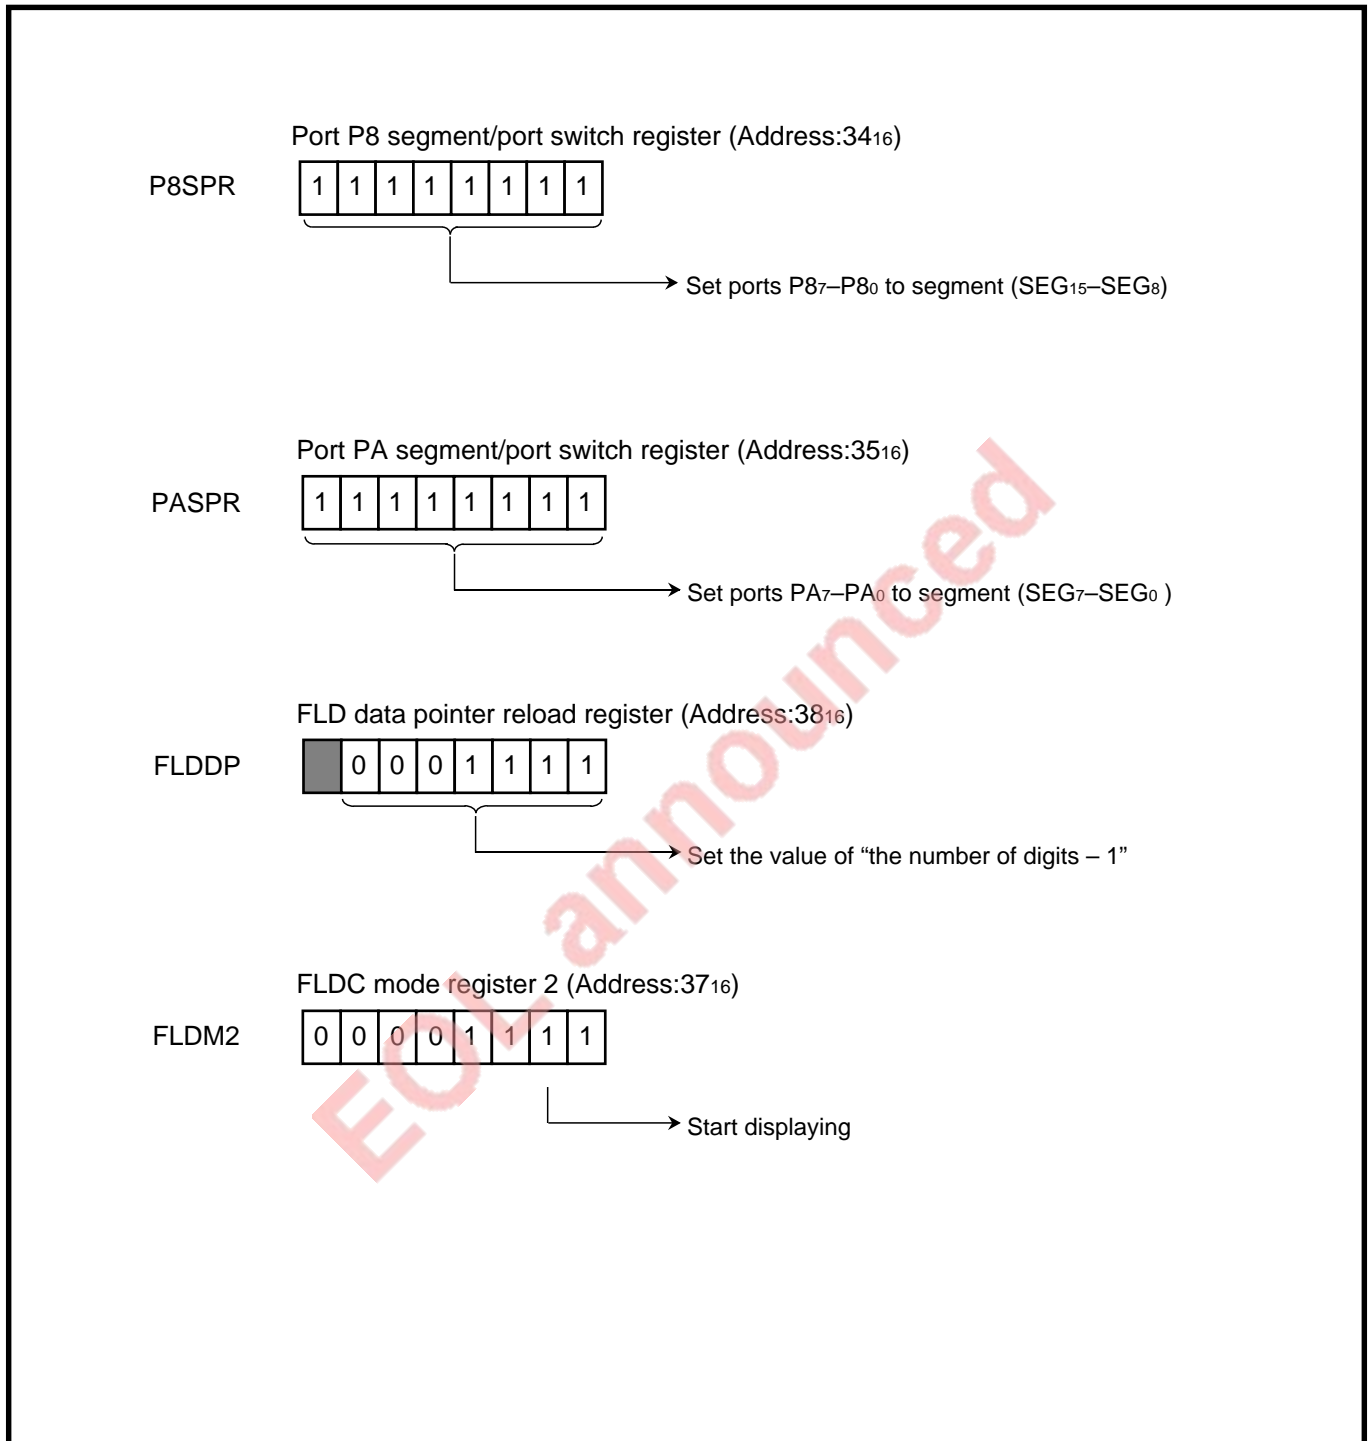 Port P8 segment/port switch register (Address:3416)
P8SPR 1 1 1 1 1 1 1 1
Set ports P87–P80 to segment (SEG15–SEG8)
Port PA segment/port switch register (Address:3516)
PASPR 1 1 1 1 1 1 1 1
Set ports PA7–PA0 to segment (SEG7–SEG0 )
FLD data pointer reload register (Address:3816)
FLDDP 0 0 0 1 1 1 1
Set the value of “the number of digits – 1”
FLDC mode register 2 (Address:3716)
FLDM2 0 0 0 0 1 1 1 1
Start displaying
EOL announced